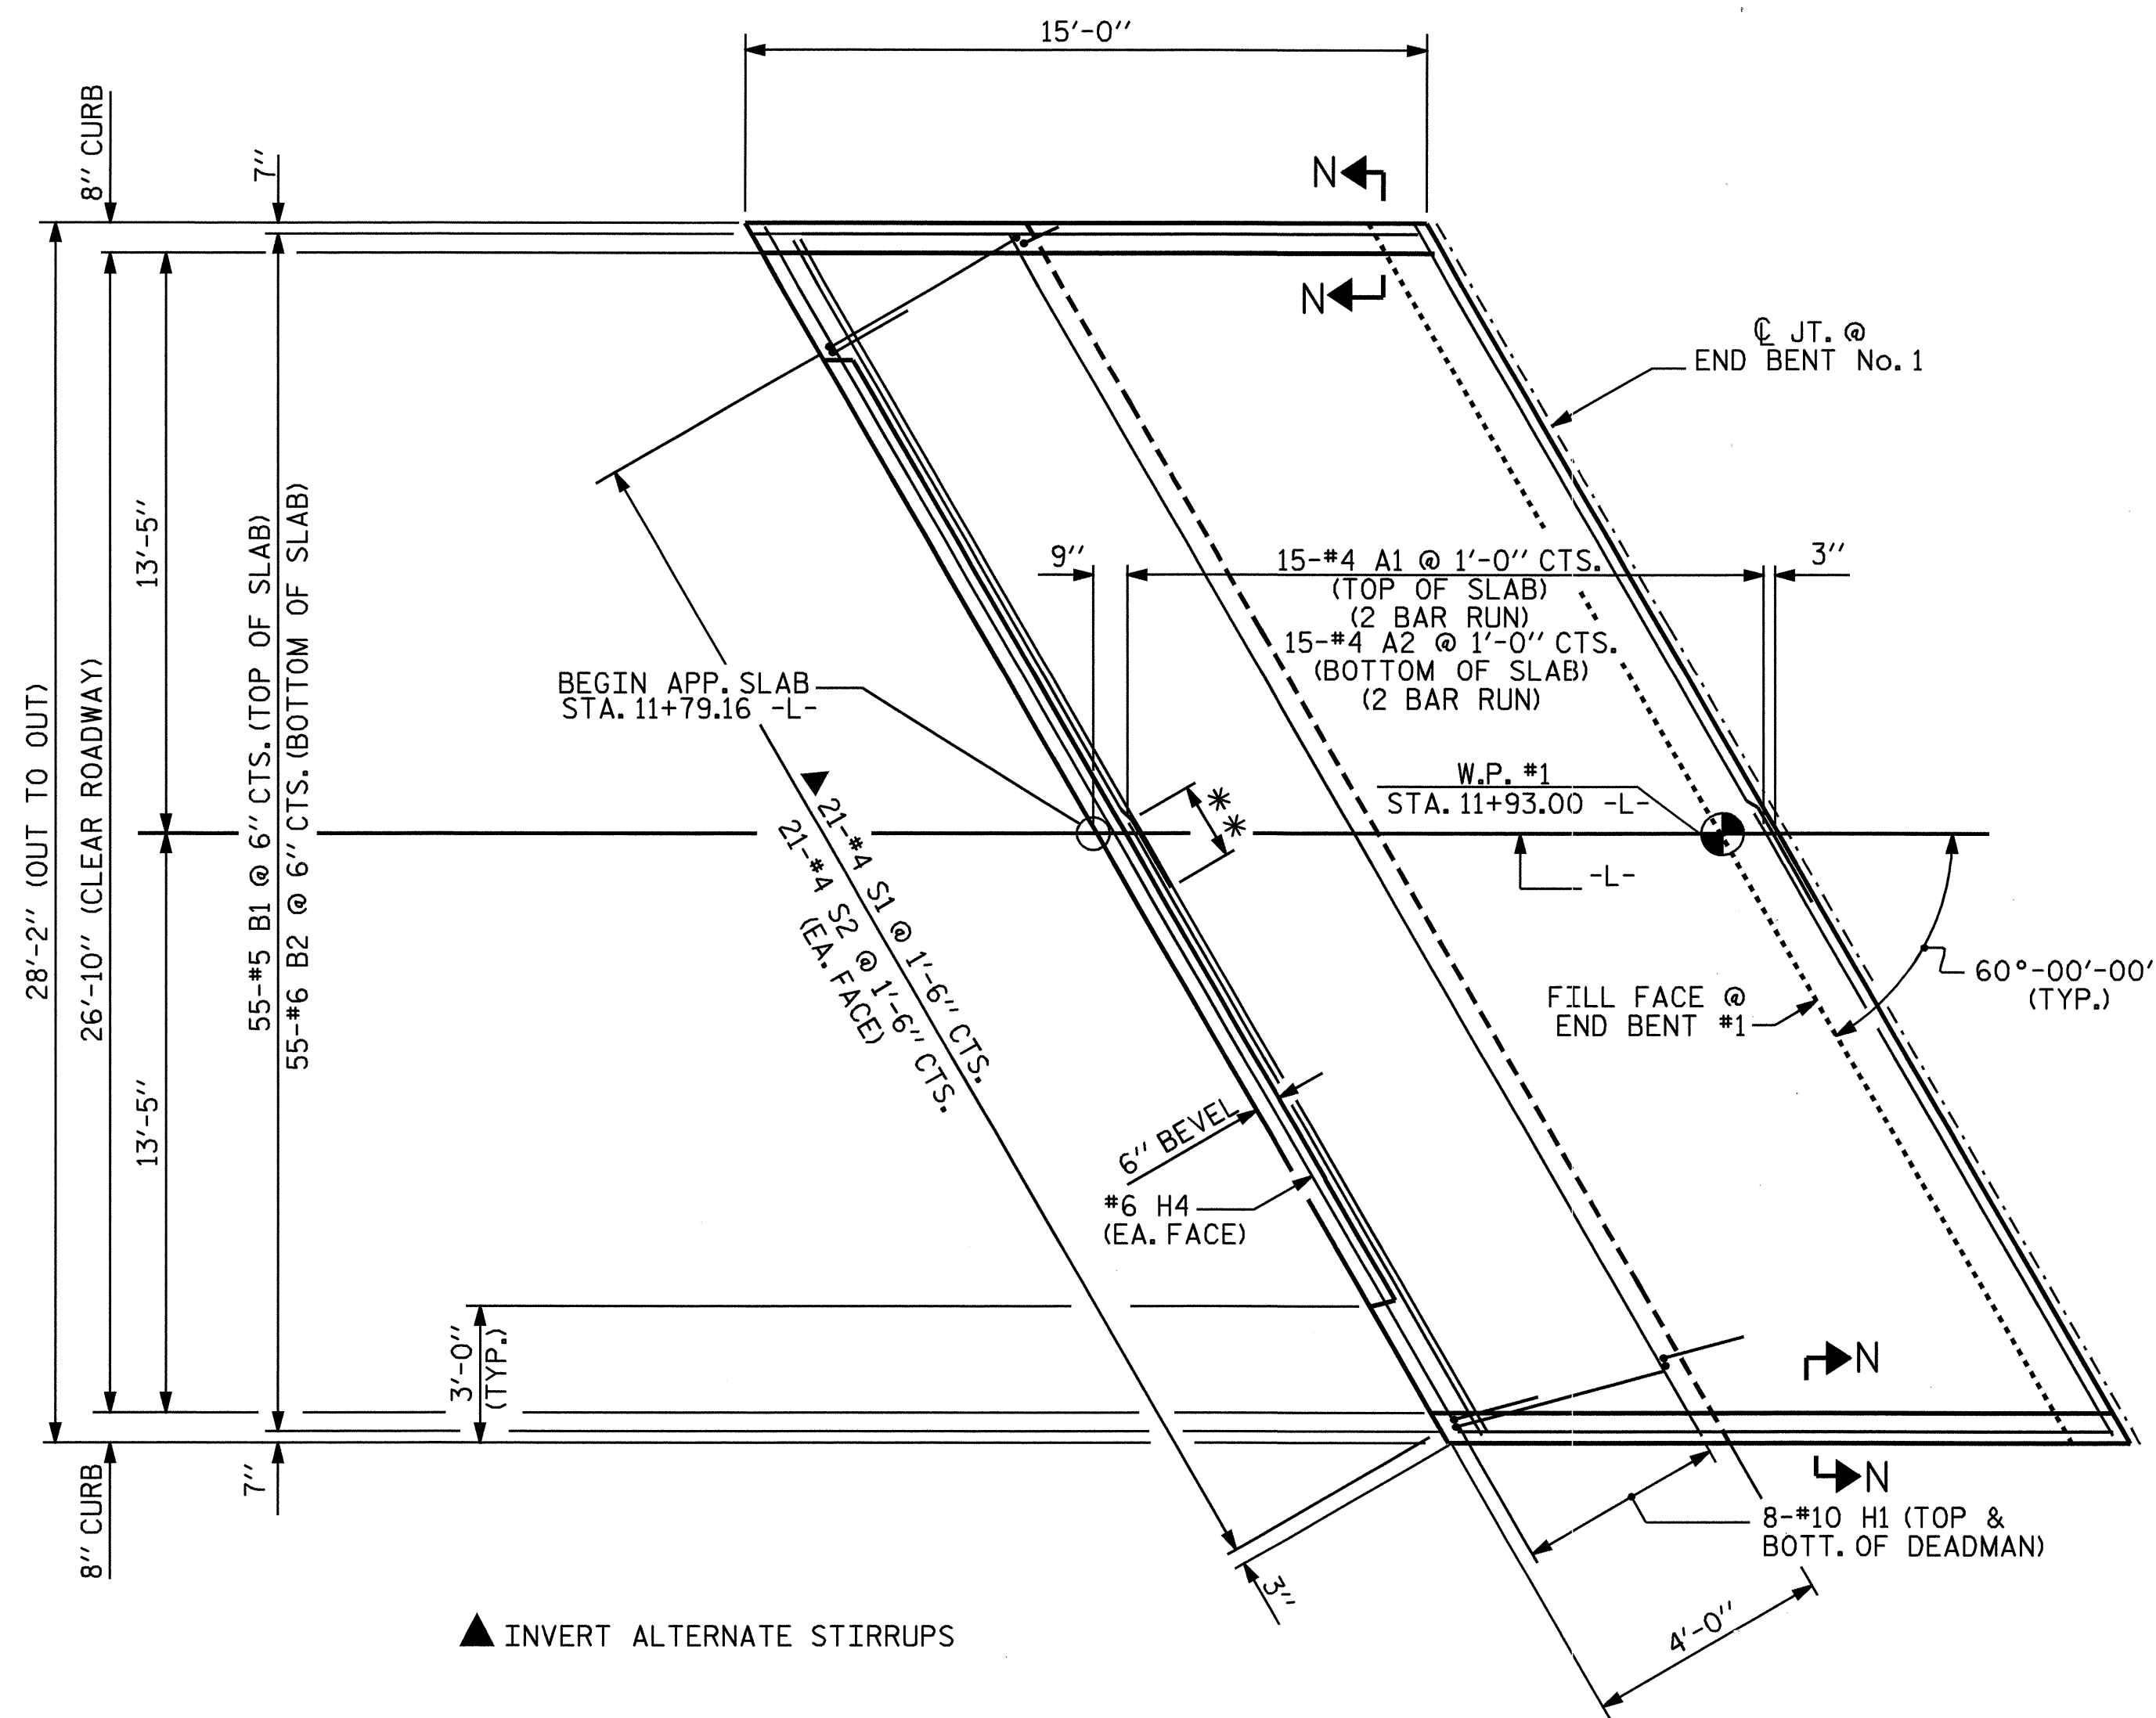 15'-0"
8" CURB
7"
N
N
℄ JT. @
END BENT No. 1
28'-2" (OUT TO OUT)
26'-10" (CLEAR ROADWAY)
13'-5"
13'-5"
55-#5 B1 @ 6" CTS. (TOP OF SLAB)
55-#6 B2 @ 6" CTS. (BOTTOM OF SLAB)
9"
15-#4 A1 @ 1'-0" CTS.
(TOP OF SLAB)
(2 BAR RUN)
15-#4 A2 @ 1'-0" CTS.
(BOTTOM OF SLAB)
(2 BAR RUN)
3"
BEGIN APP. SLAB
STA. 11+79.16 -L-
W.P. #1
STA. 11+93.00 -L-
**
-L-
▲ 21-#4 S1 @ 1'-6" CTS.
21-#4 S2 @ 1'-6" CTS.
(EA. FACE)
60°-00'-00'
(TYP.)
FILL FACE @
END BENT #1
6" BEVEL
#6 H4
(EA. FACE)
3'-0"
(TYP.)
N
N
8" CURB
7"
3"
8-#10 H1 (TOP &
BOTT. OF DEADMAN)
4'-0"
▲ INVERT ALTERNATE STIRRUPS